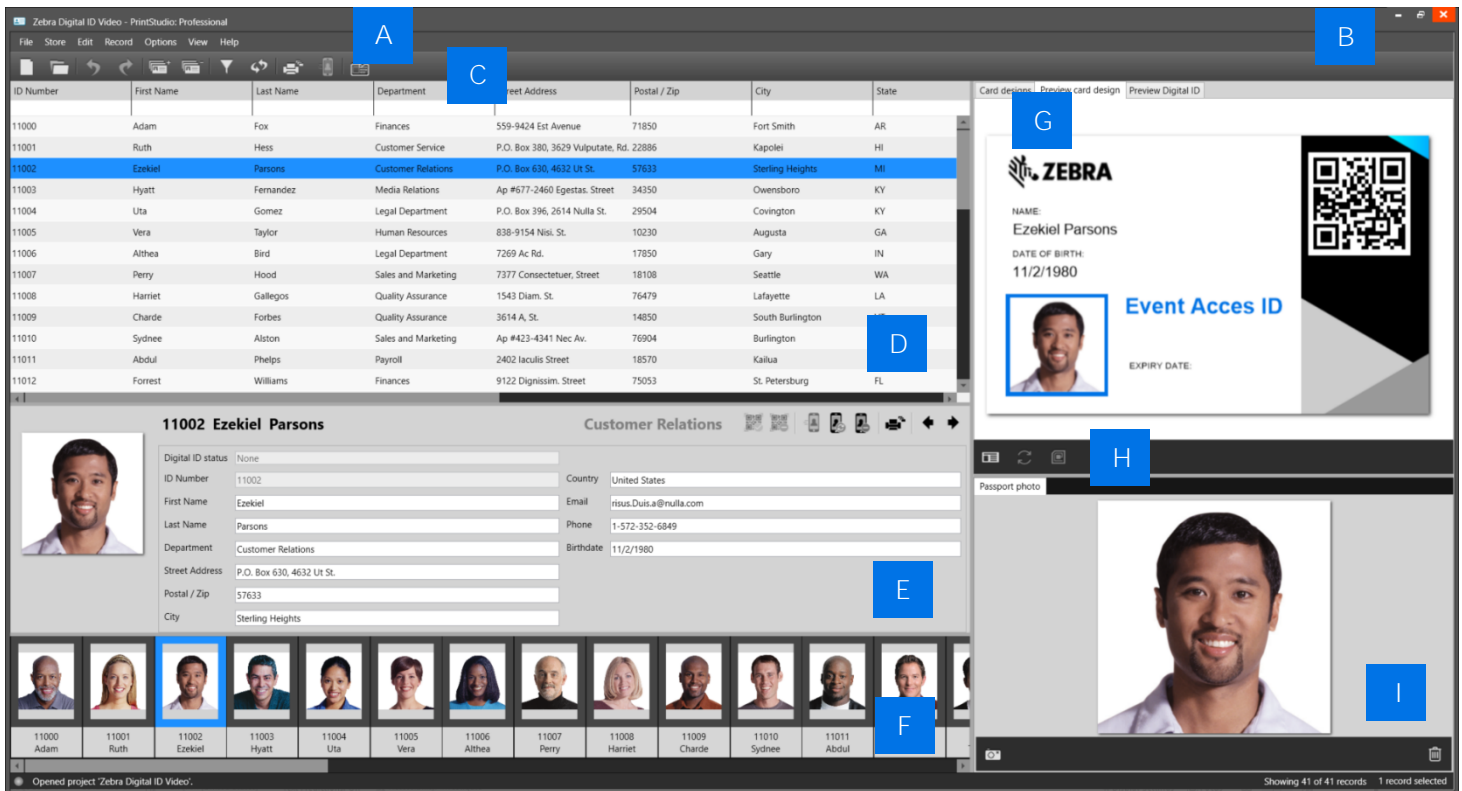 Zebra Digital ID Video - PrintStudio: Professional
A
B
File Store Edit Record Options View Help
C
ID Number First Name Last Name Department Street Address Postal / Zip City State
Card designs Preview card design Preview Digital ID
G
11000 Adam Fox Finances 559-9424 Est Avenue 71850 Fort Smith AR
11001 Ruth Hess Customer Service P.O. Box 380, 3629 Vulputate, Rd. 22886 Kapolei HI
11002 Ezekiel Parsons Customer Relations P.O. Box 630, 4632 Ut St. 57633 Sterling Heights MI
11003 Hyatt Fernandez Media Relations Ap #677-2460 Egestas. Street 34350 Owensboro KY
11004 Uta Gomez Legal Department P.O. Box 396, 2614 Nulla St. 29504 Covington KY
11005 Vera Taylor Human Resources 838-9154 Nisi. St. 10230 Augusta GA
11006 Althea Bird Legal Department 7269 Ac Rd. 17850 Gary IN
11007 Perry Hood Sales and Marketing 7377 Consectetuer, Street 18108 Seattle WA
11008 Harriet Gallegos Quality Assurance 1543 Diam. St. 76479 Lafayette LA
11009 Charde Forbes Quality Assurance 3614 A, St. 14850 South Burlington
11010 Sydnee Alston Sales and Marketing Ap #423-4341 Nec Av. 76904 Burlington
11011 Abdul Phelps Payroll 2402 Iaculis Street 18570 Kailua
11012 Forrest Williams Finances 9122 Dignissim. Street 75053 St. Petersburg FL
D
ZEBRA
NAME:
Ezekiel Parsons
DATE OF BIRTH:
11/2/1980
Event Acces ID
EXPIRY DATE:
H
11002 Ezekiel Parsons Customer Relations
Digital ID status None
ID Number 11002 Country United States
First Name Ezekiel Email risus.Duis.a@nulla.com
Last Name Parsons Phone 1-572-352-6849
Department Customer Relations Birthdate 11/2/1980
Street Address P.O. Box 630, 4632 Ut St.
Postal / Zip 57633
City Sterling Heights
E
Passport photo
I
F
11000 11001 11002 11003 11004 11005 11006 11007 11008 11009 11010 11011
Adam Ruth Ezekiel Hyatt Uta Vera Althea Perry Harriet Charde Sydnee Abdul
Opened project 'Zebra Digital ID Video'.
Showing 41 of 41 records 1 record selected